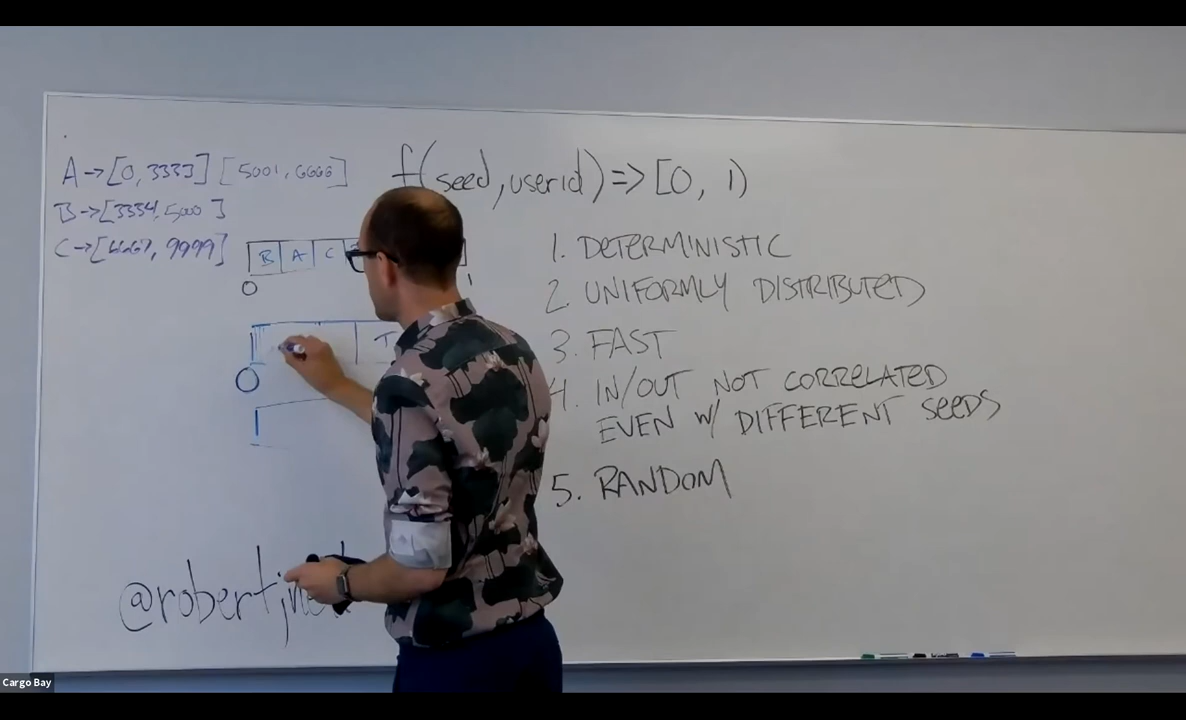 A→[0,3333] [5001,6666]
B→[3334,5000]
C→[6667,9999]
f(seed,userid)=>[0, 1)
B A C
0
T
0
1. DETERMINISTIC
2. UNIFORMLY DISTRIBUTED
3. FAST
4. IN/OUT NOT CORRELATED
EVEN W/ DIFFERENT SEEDS
5. RANDOM
Cargo Bay